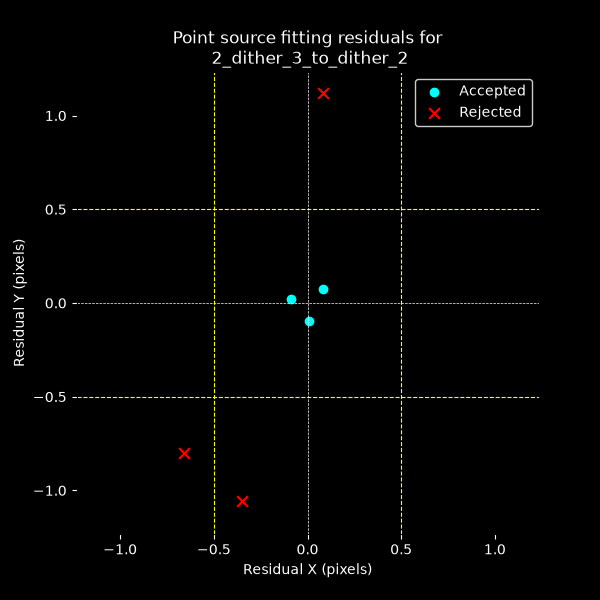 Point source fitting residuals for
2_dither_3_to_dither_2
Accepted
Rejected
1.0
0.5
0.0
−0.5
−1.0
Residual Y (pixels)
−1.0
−0.5
0.0
0.5
1.0
Residual X (pixels)